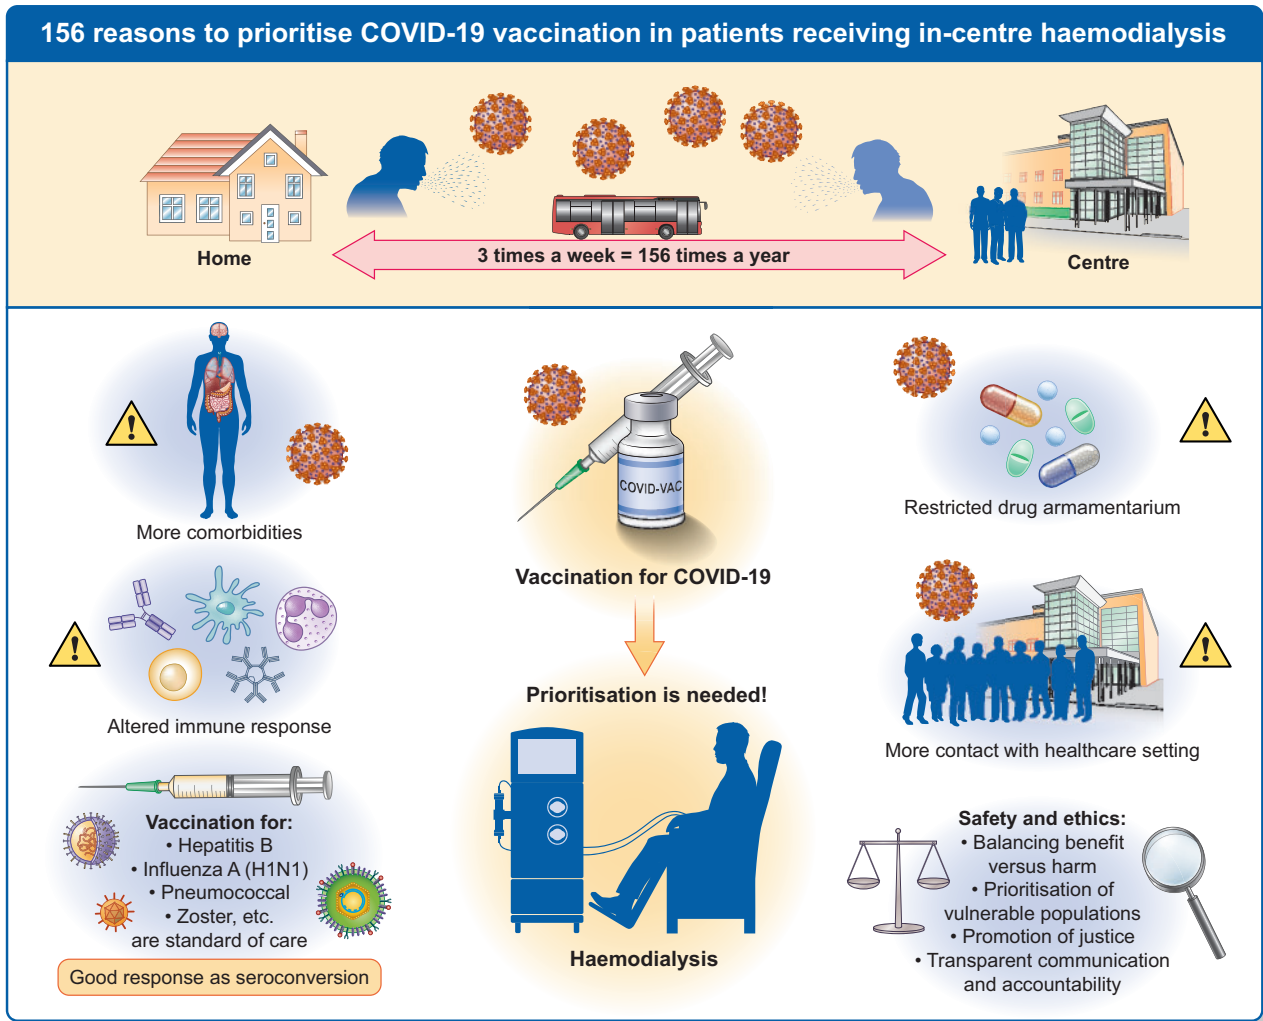 156 reasons to prioritise COVID-19 vaccination in patients receiving in-centre haemodialysis
Home
3 times a week = 156 times a year
Centre
More comorbidities
Altered immune response
Vaccination for:
• Hepatitis B
• Influenza A (H1N1)
• Pneumococcal
• Zoster, etc.
are standard of care
Good response as seroconversion
COVID-VAC
Vaccination for COVID-19
Prioritisation is needed!
Haemodialysis
Restricted drug armamentarium
More contact with healthcare setting
Safety and ethics:
• Balancing benefit
versus harm
• Prioritisation of
vulnerable populations
• Promotion of justice
• Transparent communication
and accountability